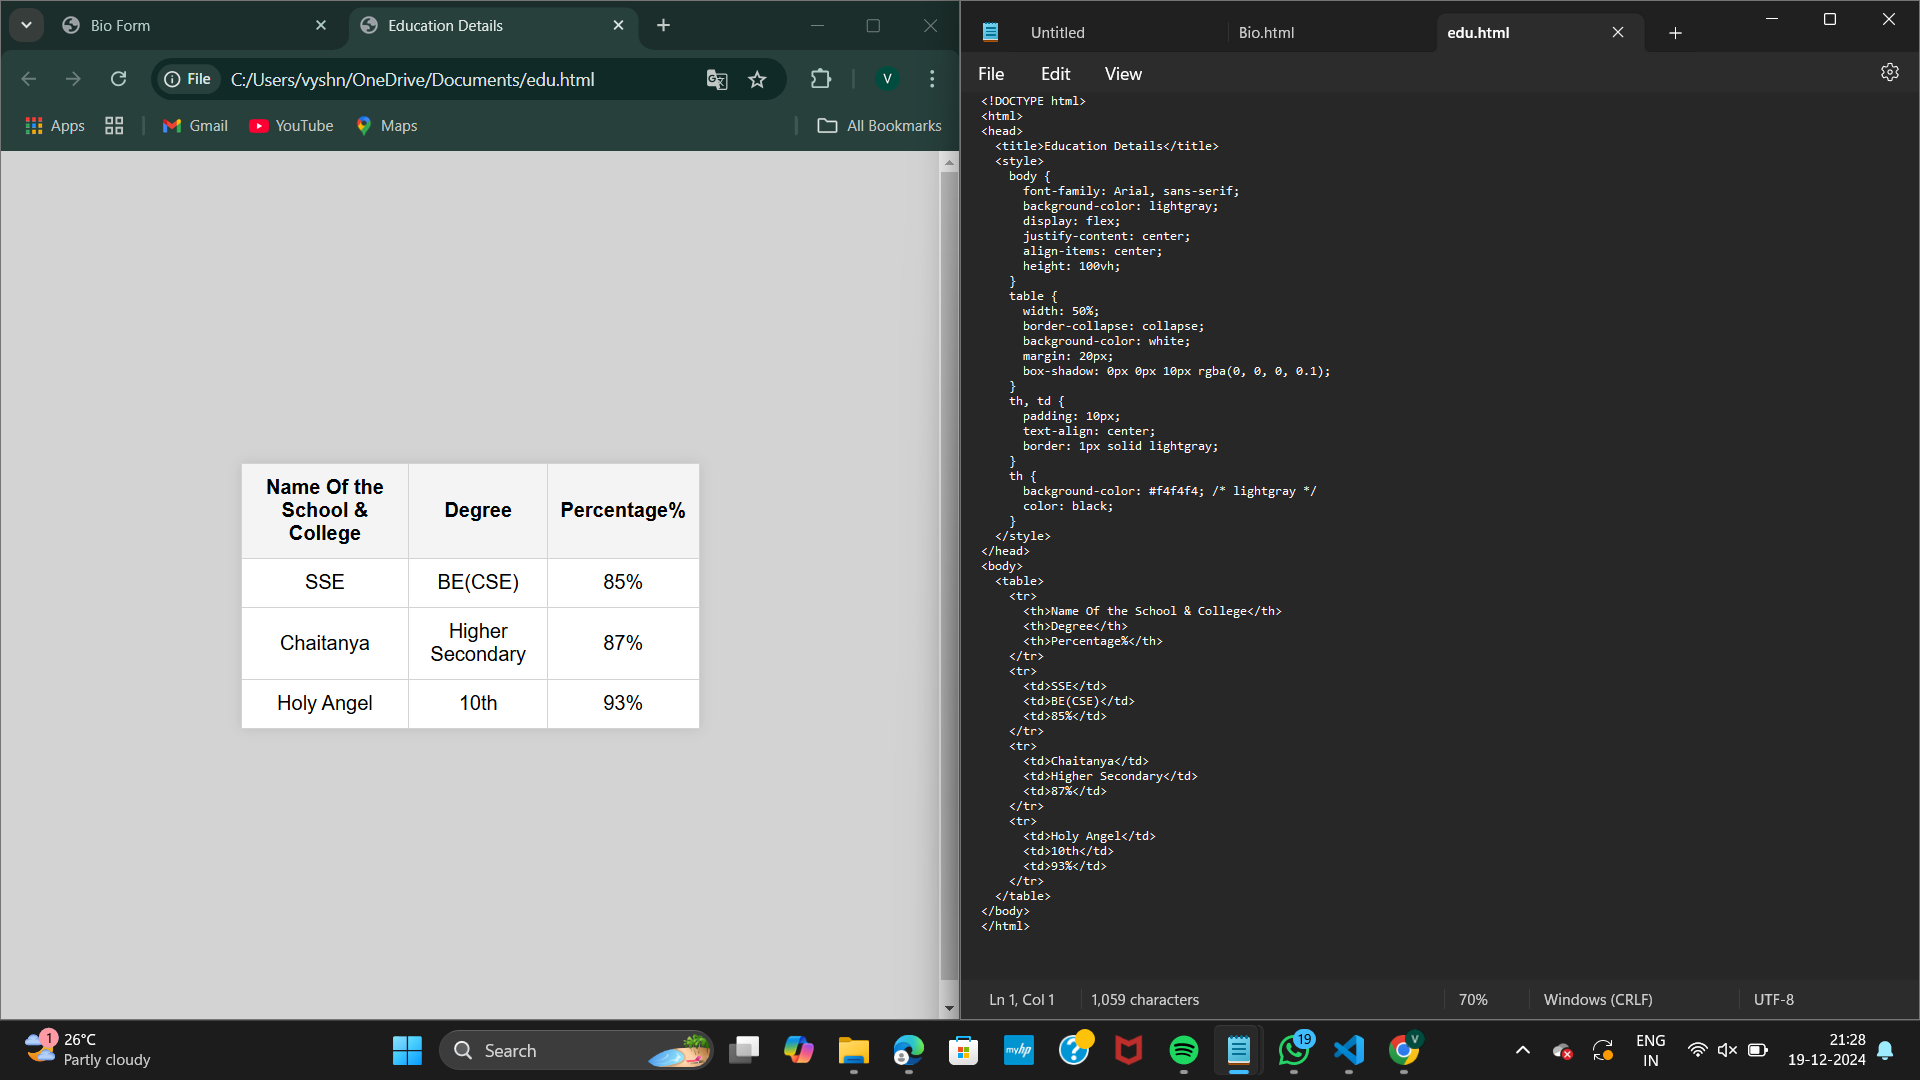 Bio Form
Education Details
File
C:/Users/vyshn/OneDrive/Documents/edu.html
V
Apps
Gmail
YouTube
Maps
All Bookmarks
Name Of the
School &
College
Degree
Percentage%
SSE
BE(CSE)
85%
Chaitanya
Higher
Secondary
87%
Holy Angel
10th
93%
Untitled
Bio.html
edu.html
File
Edit
View
<!DOCTYPE html>
<html>
<head>
<title>Education Details</title>
<style>
body {
font-family: Arial, sans-serif;
background-color: lightgray;
display: flex;
justify-content: center;
align-items: center;
height: 100vh;
}
table {
width: 50%;
border-collapse: collapse;
background-color: white;
margin: 20px;
box-shadow: 0px 0px 10px rgba(0, 0, 0, 0.1);
}
th, td {
padding: 10px;
text-align: center;
border: 1px solid lightgray;
}
th {
background-color: #f4f4f4; /* lightgray */
color: black;
}
</style>
</head>
<body>
<table>
<tr>
<th>Name Of the School & College</th>
<th>Degree</th>
<th>Percentage%</th>
</tr>
<tr>
<td>SSE</td>
<td>BE(CSE)</td>
<td>85%</td>
</tr>
<tr>
<td>Chaitanya</td>
<td>Higher Secondary</td>
<td>87%</td>
</tr>
<tr>
<td>Holy Angel</td>
<td>10th</td>
<td>93%</td>
</tr>
</table>
</body>
</html>
Ln 1, Col 1
1,059 characters
70%
Windows (CRLF)
UTF-8
1
26°C
Partly cloudy
Search
myhp
19
V
ENG
IN
21:28
19-12-2024